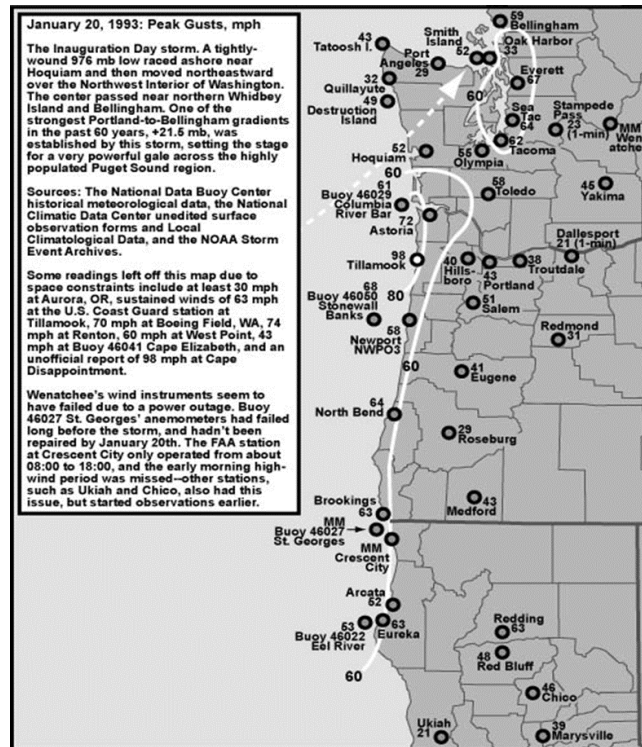 January 20, 1993: Peak Gusts, mph
The Inauguration Day storm. A tightly-
wound 976 mb low raced ashore near
Hoquiam and then moved northeastward
over the Northwest Interior of Washington.
The center passed near northern Whidbey
Island and Bellingham. One of the
strongest Portland-to-Bellingham gradients
in the past 60 years, +21.5 mb, was
established by this storm, setting the stage
for a very powerful gale across the highly
populated Puget Sound region.
Sources: The National Data Buoy Center
historical meteorological data, the National
Climatic Data Center unedited surface
observation forms and Local
Climatological Data, and the NOAA Storm
Event Archives.
Some readings left off this map due to
space constraints include at least 30 mph
at Aurora, OR, sustained winds of 63 mph
at the U.S. Coast Guard station at
Tillamook, 70 mph at Boeing Field, WA, 74
mph at Renton, 60 mph at West Point, 43
mph at Buoy 46041 Cape Elizabeth, and an
unofficial report of 98 mph at Cape
Disappointment.
Wenatchee's wind instruments seem to
have failed due to a power outage. Buoy
46027 St. Georges' anemometers had failed
long before the storm, and hadn't been
repaired by January 20th. The FAA station
at Crescent City only operated from about
08:00 to 18:00, and the early morning high-
wind period was missed--other stations,
such as Ukiah and Chico, also had this
issue, but started observations earlier.
59
Bellingham
Smith
Island
52
Oak Harbor
33
43
Tatoosh I.
Port
Angeles
29
Everett
67
32
Quillayute
49
Destruction
Island
60
Sea
Tac
64
Stampede
Pass
23
(1-min)
MM
Wen
atche
62
Tacoma
55
Olympia
52
Hoquiam
60
61
Buoy 46029
Columbia
River Bar
58
Toledo
45
Yakima
72
Astoria
Dallesport
21 (1-min)
98
Tillamook
40
Hills-
boro
43
Portland
38
Troutdale
68
Buoy 46050
Stonewall
Banks
80
51
Salem
58
Newport
NWPO3
Redmond
31
60
41
Eugene
64
North Bend
29
Roseburg
43
Medford
Brookings
63
MM
Buoy 46027
St. Georges
MM
Crescent
City
Arcata
52
53
Buoy 46022
Eel River
63
Eureka
60
Redding
63
48
Red Bluff
46
Chico
Ukiah
21
39
Marysville